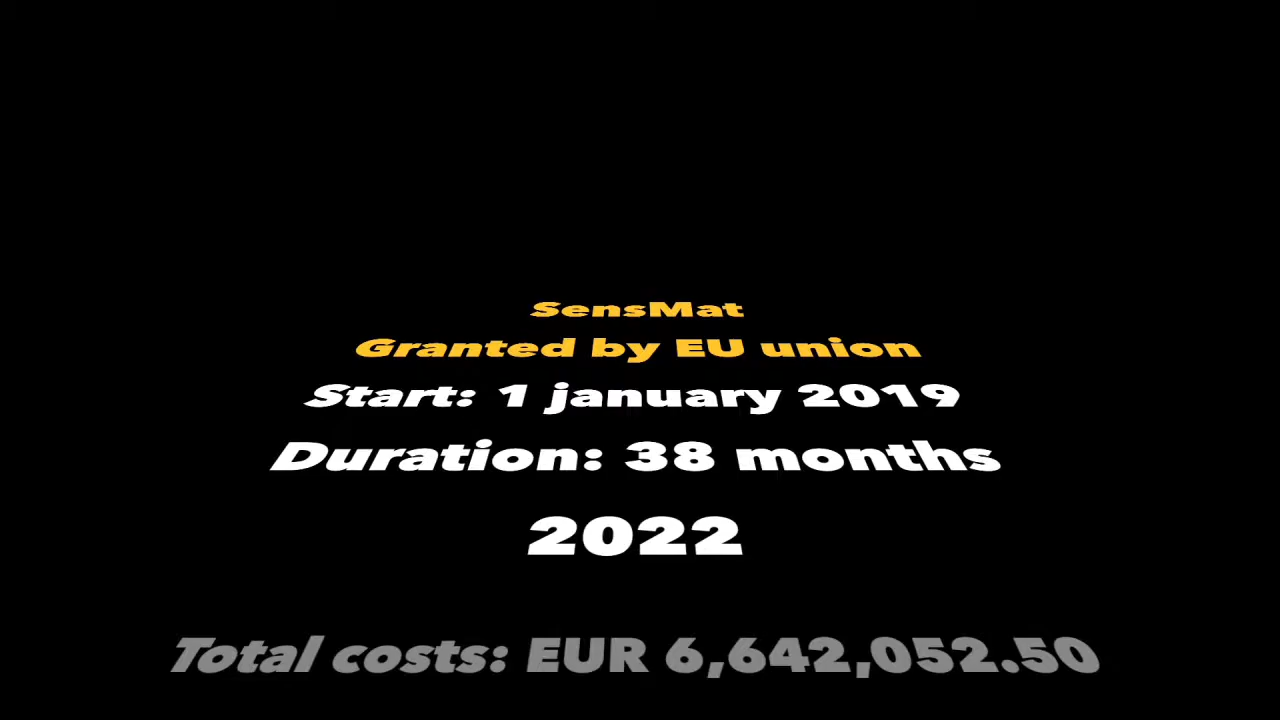 SensMat
Granted by EU union
Start: 1 january 2019
Duration: 38 months
2022
Total costs: EUR 6,642,052.50